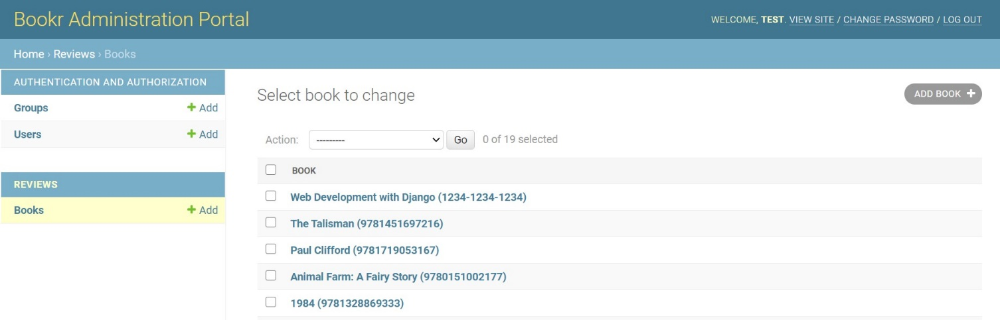 Bookr Administration Portal
WELCOME, TEST. VIEW SITE / CHANGE PASSWORD / LOG OUT
Home › Reviews › Books
AUTHENTICATION AND AUTHORIZATION
Groups + Add
Users + Add
REVIEWS
Books + Add
Select book to change
ADD BOOK +
Action: --------- Go 0 of 19 selected
BOOK
Web Development with Django (1234-1234-1234)
The Talisman (9781451697216)
Paul Clifford (9781719053167)
Animal Farm: A Fairy Story (9780151002177)
1984 (9781328869333)